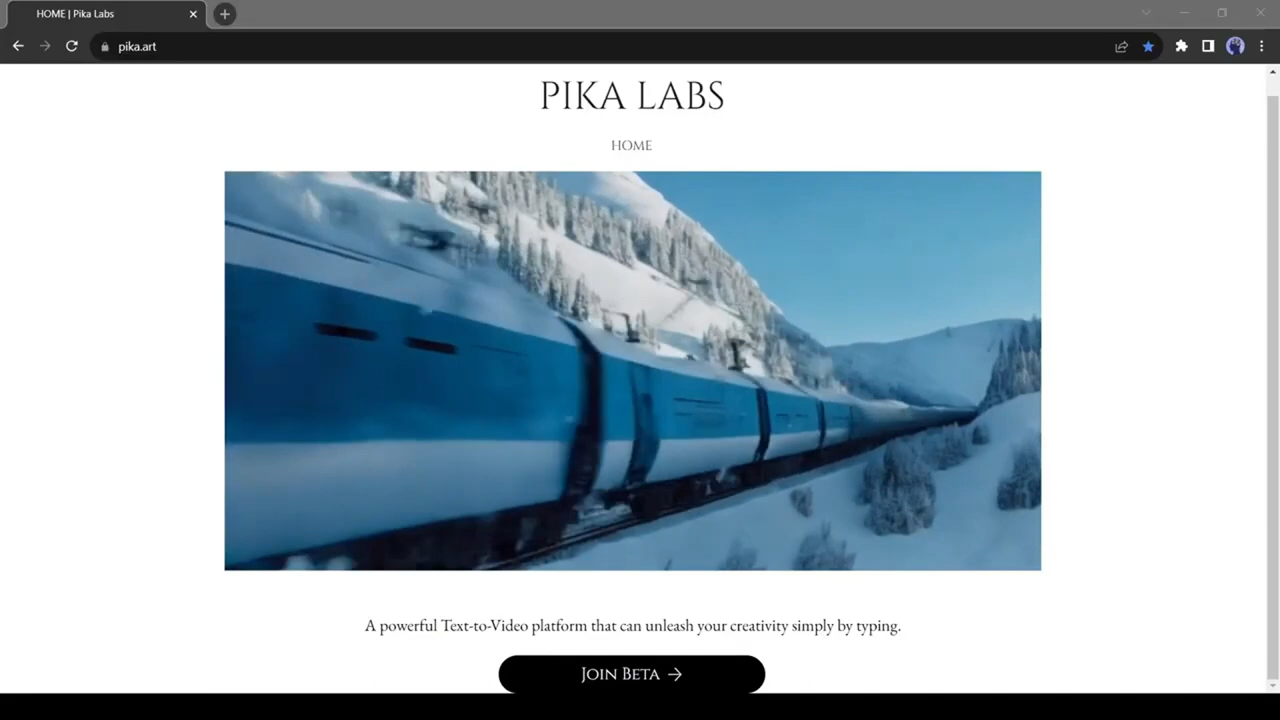 HOME | Pika Labs
pika.art
PIKA LABS
HOME
A powerful Text-to-Video platform that can unleash your creativity simply by typing.
JOIN BETA →